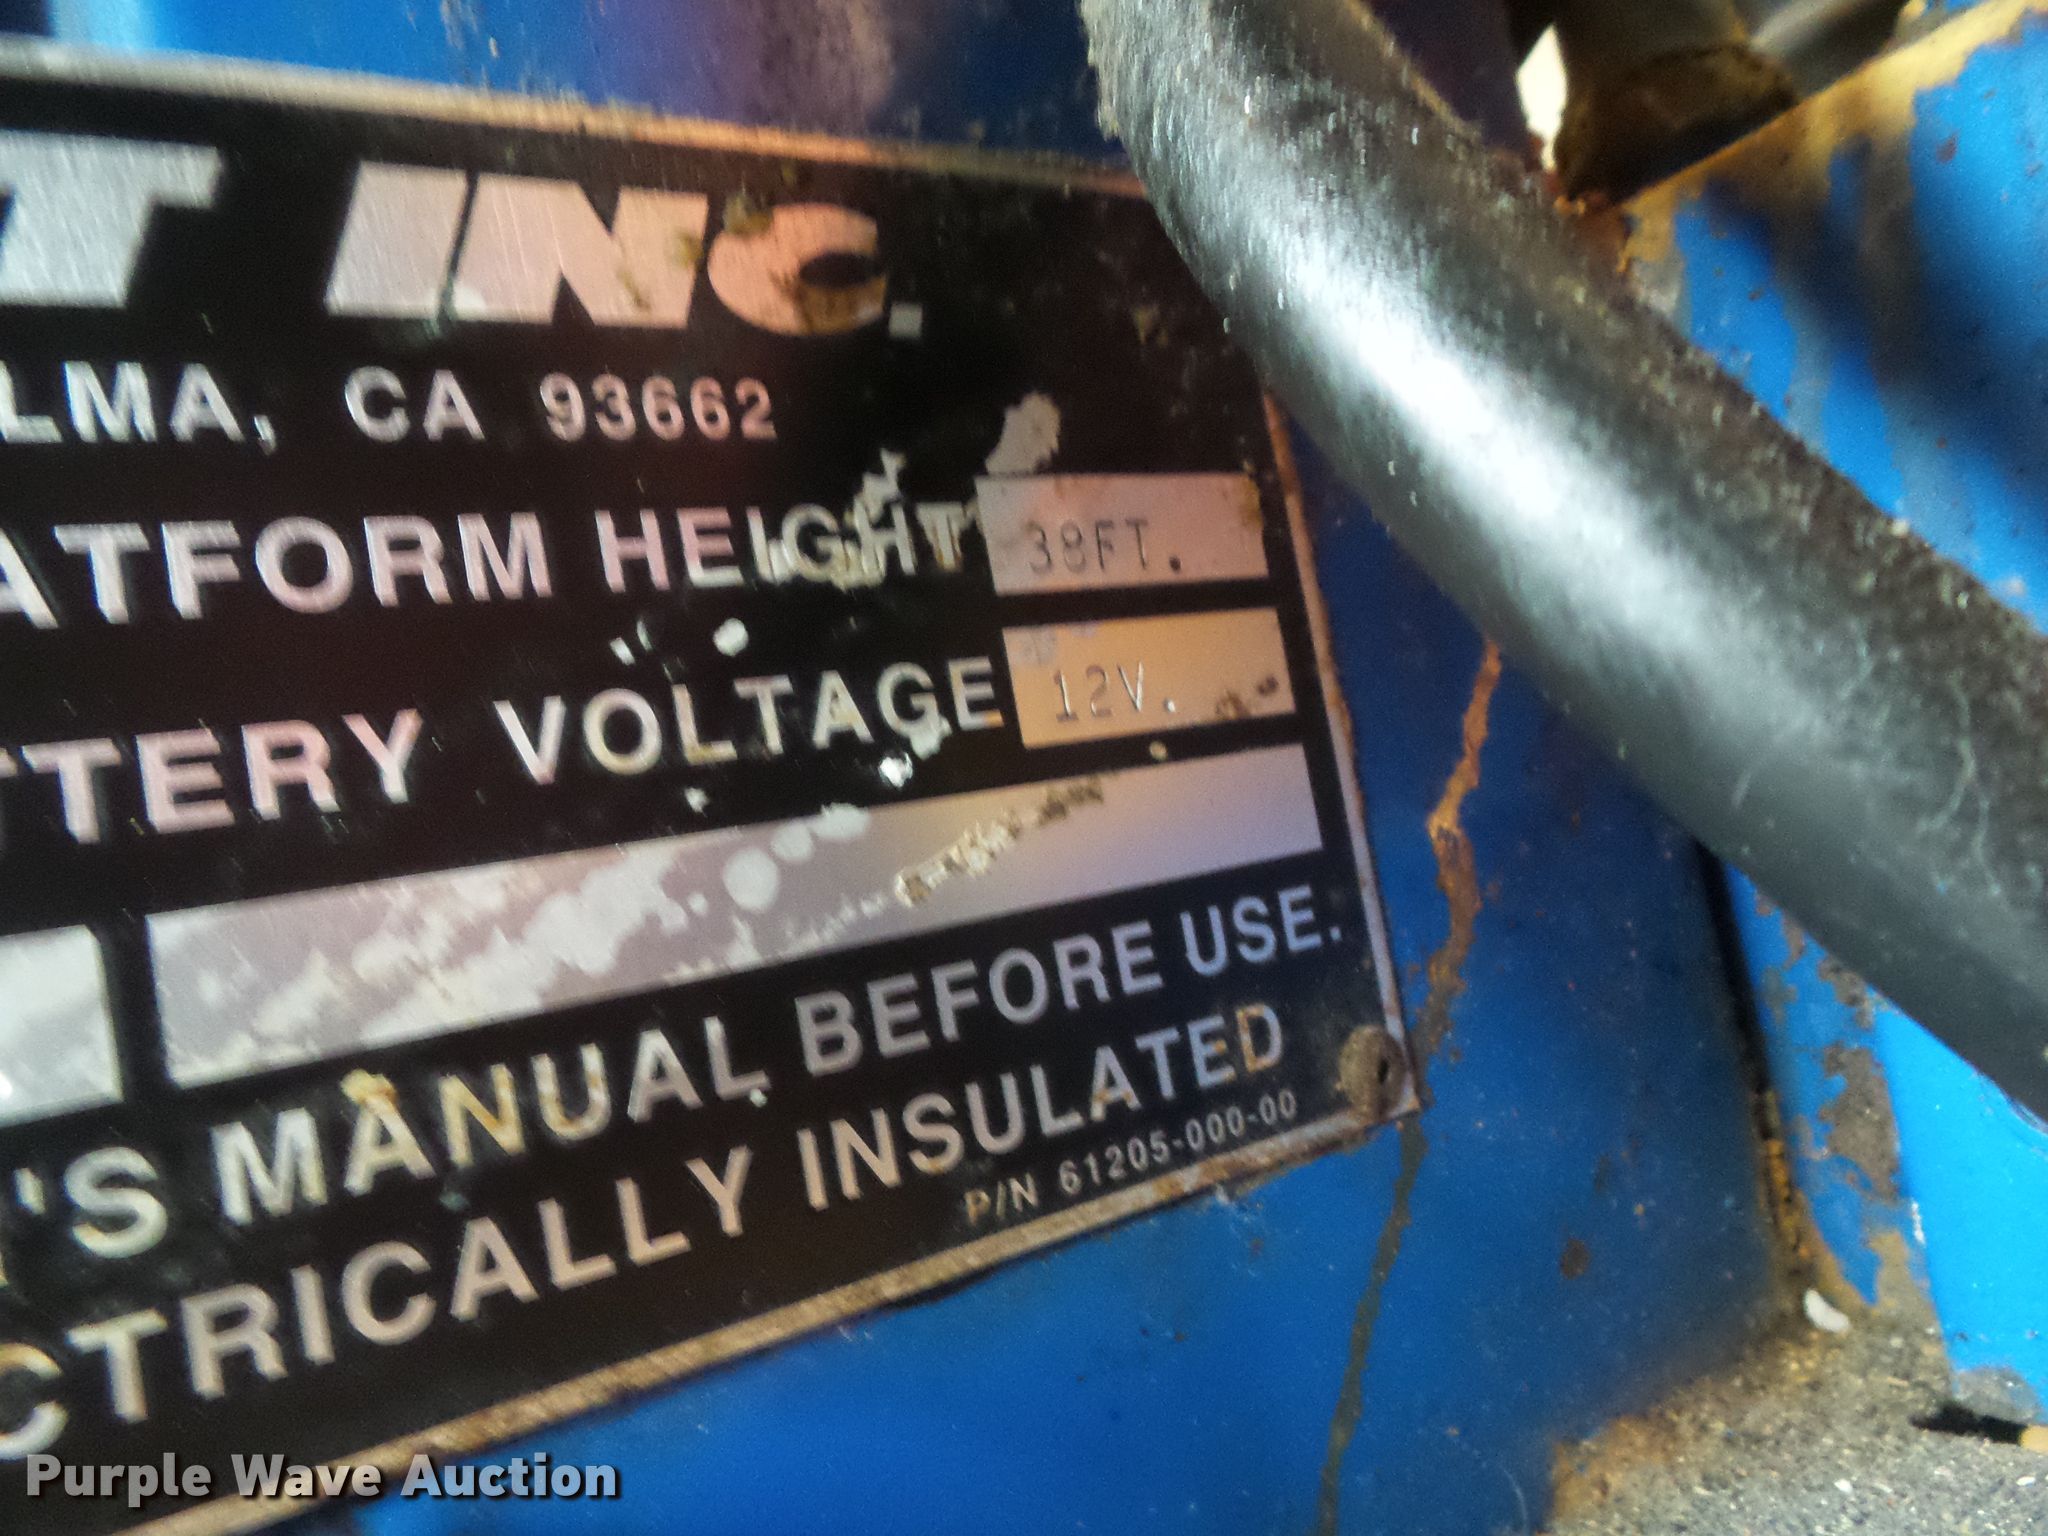 T INC.
LMA, CA 93662
ATFORM HEIGHT 38FT.
TTERY VOLTAGE 12V.
'S MANUAL BEFORE USE.
CTRICALLY INSULATED
P/N 61205-000-00
Purple Wave Auction